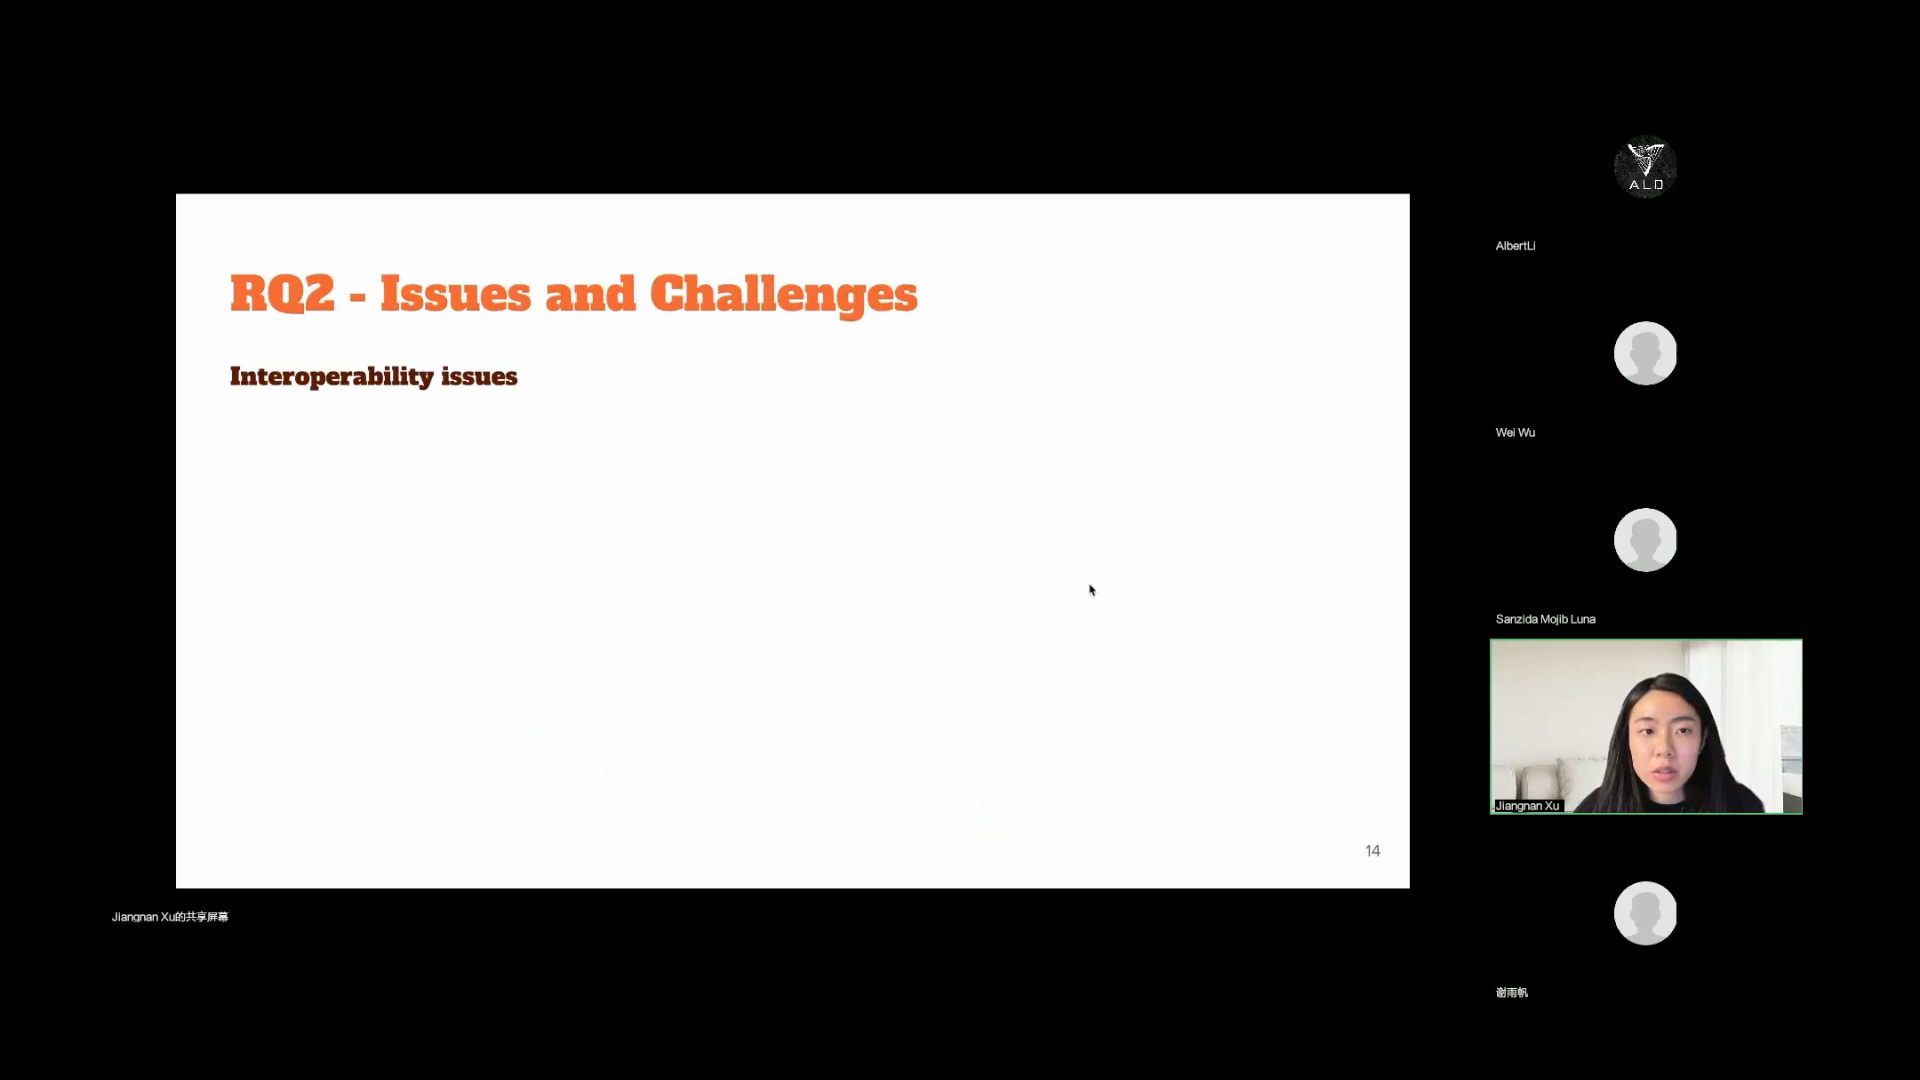 RQ2 - Issues and Challenges
Interoperability issues
14
Jiangnan Xu的共享屏幕
ALD
AlbertLi
Wei Wu
Sanzida Mojib Luna
Jiangnan Xu
谢雨帆